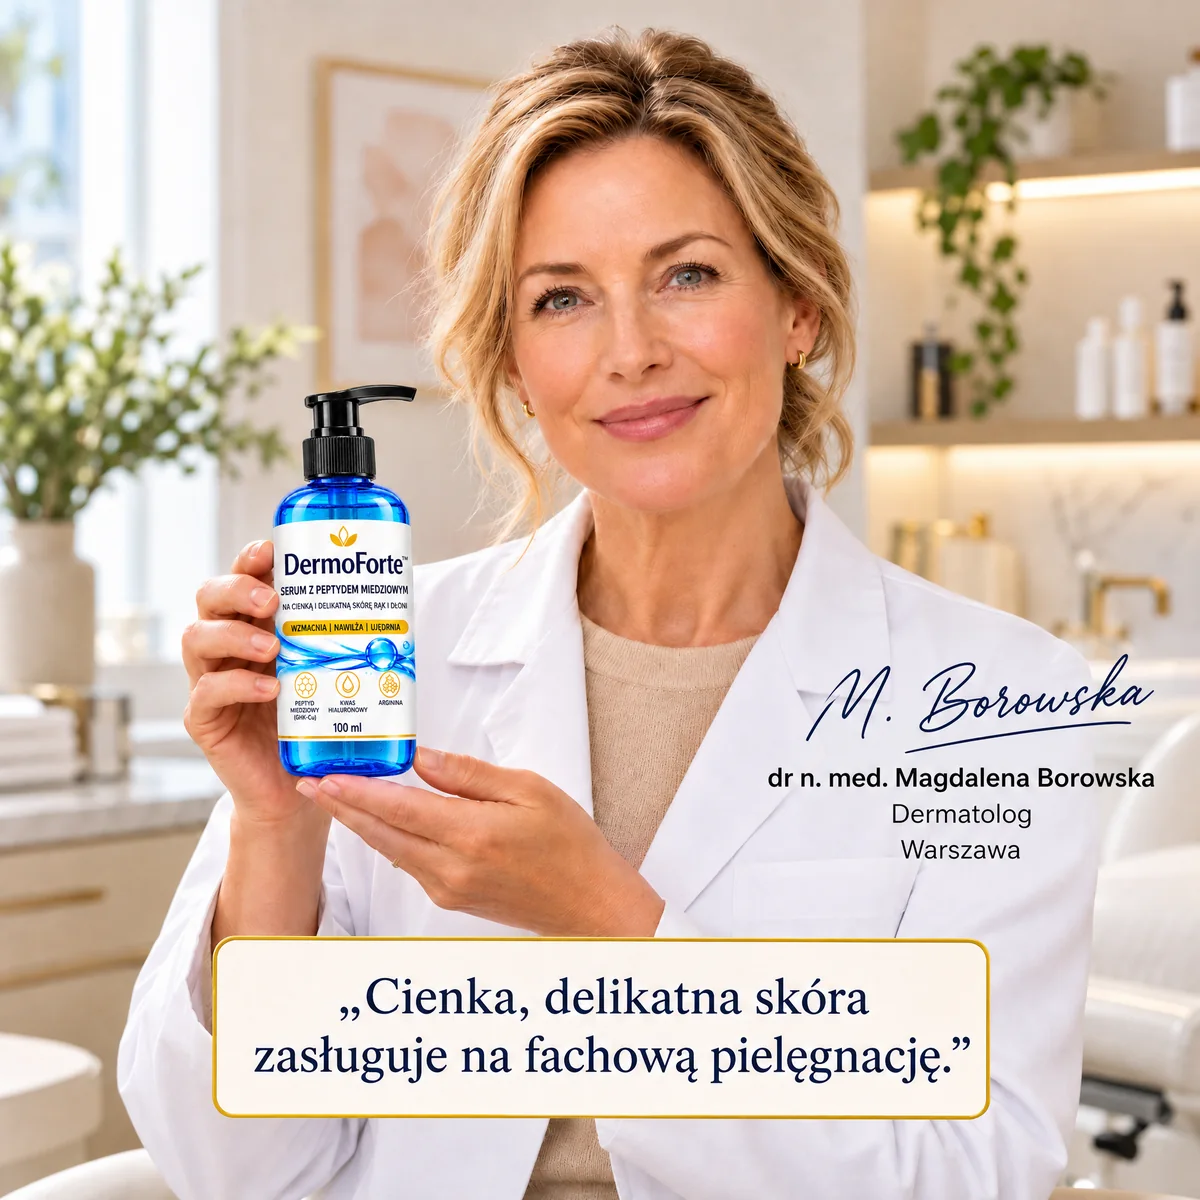 DermoForte™
SERUM Z PEPTYDEM MIEDZIOWYM
NA CIENKĄ I DELIKATNĄ SKÓRĘ RĄK I DŁONI
WZMACNIA | NAWILŻA | UJĘDRNIA
PEPTYD
MIEDZIOWY
(GHK-Cu)
KWAS
HIALURONOWY
ARGININA
100 ml
M. Borowska
dr n. med. Magdalena Borowska
Dermatolog
Warszawa
„Cienka, delikatna skóra
zasługuje na fachową pielęgnację.”